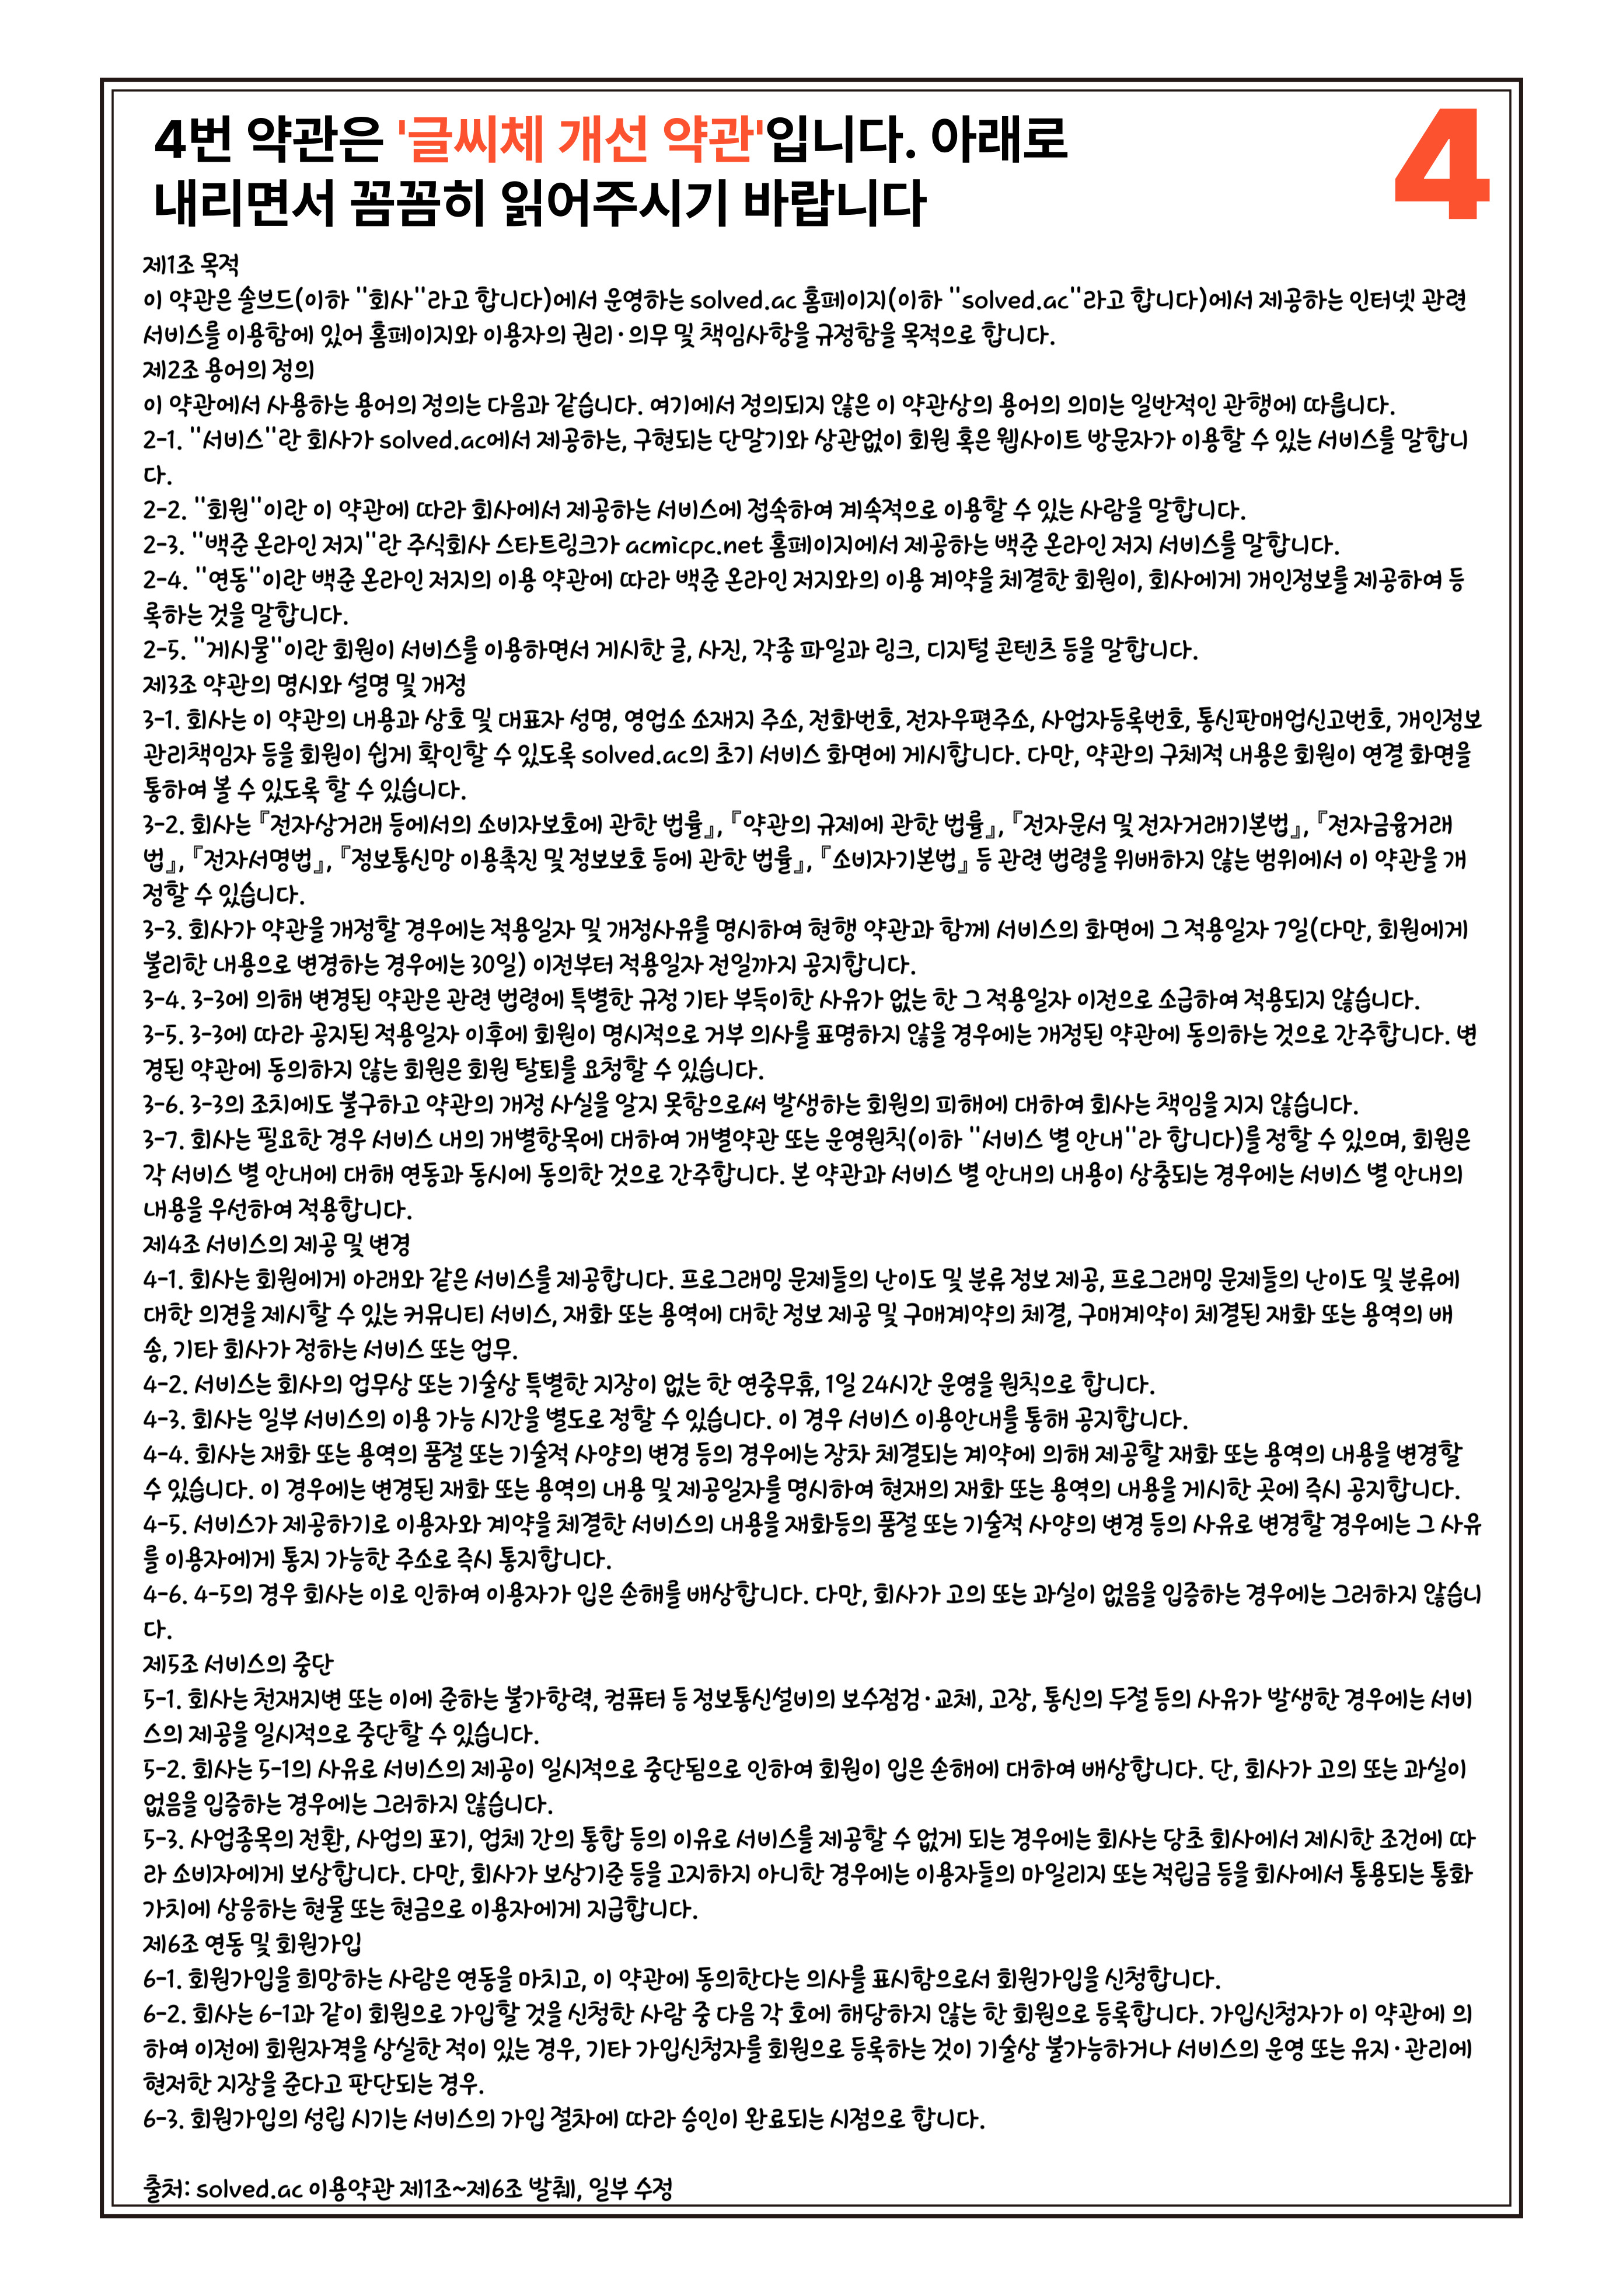 4번 약관은 '글씨체 개선 약관'입니다. 아래로
내리면서 꼼꼼히 읽어주시기 바랍니다
4
제1조 목적
이 약관은 솔브드(이하 "회사"라고 합니다)에서 운영하는 solved.ac 홈페이지(이하 "solved.ac"라고 합니다)에서 제공하는 인터넷 관련
서비스를 이용함에 있어 홈페이지와 이용자의 권리·의무 및 책임사항을 규정함을 목적으로 합니다.
제2조 용어의 정의
이 약관에서 사용하는 용어의 정의는 다음과 같습니다. 여기에서 정의되지 않은 이 약관상의 용어의 의미는 일반적인 관행에 따릅니다.
2-1. "서비스"란 회사가 solved.ac에서 제공하는, 구현되는 단말기와 상관없이 회원 혹은 웹사이트 방문자가 이용할 수 있는 서비스를 말합니
다.
2-2. "회원"이란 이 약관에 따라 회사에서 제공하는 서비스에 접속하여 계속적으로 이용할 수 있는 사람을 말합니다.
2-3. "백준 온라인 저지"란 주식회사 스타트링크가 acmicpc.net 홈페이지에서 제공하는 백준 온라인 저지 서비스를 말합니다.
2-4. "연동"이란 백준 온라인 저지의 이용 약관에 따라 백준 온라인 저지와의 이용 계약을 체결한 회원이, 회사에게 개인정보를 제공하여 등
록하는 것을 말합니다.
2-5. "게시물"이란 회원이 서비스를 이용하면서 게시한 글, 사진, 각종 파일과 링크, 디지털 콘텐츠 등을 말합니다.
제3조 약관의 명시와 설명 및 개정
3-1. 회사는 이 약관의 내용과 상호 및 대표자 성명, 영업소 소재지 주소, 전화번호, 전자우편주소, 사업자등록번호, 통신판매업신고번호, 개인정보
관리책임자 등을 회원이 쉽게 확인할 수 있도록 solved.ac의 초기 서비스 화면에 게시합니다. 다만, 약관의 구체적 내용은 회원이 연결 화면을
통하여 볼 수 있도록 할 수 있습니다.
3-2. 회사는 『전자상거래 등에서의 소비자보호에 관한 법률』, 『약관의 규제에 관한 법률』, 『전자문서 및 전자거래기본법』, 『전자금융거래
법』, 『전자서명법』, 『정보통신망 이용촉진 및 정보보호 등에 관한 법률』, 『소비자기본법』 등 관련 법령을 위배하지 않는 범위에서 이 약관을 개
정할 수 있습니다.
3-3. 회사가 약관을 개정할 경우에는 적용일자 및 개정사유를 명시하여 현행 약관과 함께 서비스의 화면에 그 적용일자 7일(다만, 회원에게
불리한 내용으로 변경하는 경우에는 30일) 이전부터 적용일자 전일까지 공지합니다.
3-4. 3-3에 의해 변경된 약관은 관련 법령에 특별한 규정 기타 부득이한 사유가 없는 한 그 적용일자 이전으로 소급하여 적용되지 않습니다.
3-5. 3-3에 따라 공지된 적용일자 이후에 회원이 명시적으로 거부 의사를 표명하지 않을 경우에는 개정된 약관에 동의하는 것으로 간주합니다. 변
경된 약관에 동의하지 않는 회원은 회원 탈퇴를 요청할 수 있습니다.
3-6. 3-3의 조치에도 불구하고 약관의 개정 사실을 알지 못함으로써 발생하는 회원의 피해에 대하여 회사는 책임을 지지 않습니다.
3-7. 회사는 필요한 경우 서비스 내의 개별항목에 대하여 개별약관 또는 운영원칙(이하 "서비스 별 안내"라 합니다)를 정할 수 있으며, 회원은
각 서비스 별 안내에 대해 연동과 동시에 동의한 것으로 간주합니다. 본 약관과 서비스 별 안내의 내용이 상충되는 경우에는 서비스 별 안내의
내용을 우선하여 적용합니다.
제4조 서비스의 제공 및 변경
4-1. 회사는 회원에게 아래와 같은 서비스를 제공합니다. 프로그래밍 문제들의 난이도 및 분류 정보 제공, 프로그래밍 문제들의 난이도 및 분류에
대한 의견을 제시할 수 있는 커뮤니티 서비스, 재화 또는 용역에 대한 정보 제공 및 구매계약의 체결, 구매계약이 체결된 재화 또는 용역의 배
송, 기타 회사가 정하는 서비스 또는 업무.
4-2. 서비스는 회사의 업무상 또는 기술상 특별한 지장이 없는 한 연중무휴, 1일 24시간 운영을 원칙으로 합니다.
4-3. 회사는 일부 서비스의 이용 가능 시간을 별도로 정할 수 있습니다. 이 경우 서비스 이용안내를 통해 공지합니다.
4-4. 회사는 재화 또는 용역의 품절 또는 기술적 사양의 변경 등의 경우에는 장차 체결되는 계약에 의해 제공할 재화 또는 용역의 내용을 변경할
수 있습니다. 이 경우에는 변경된 재화 또는 용역의 내용 및 제공일자를 명시하여 현재의 재화 또는 용역의 내용을 게시한 곳에 즉시 공지합니다.
4-5. 서비스가 제공하기로 이용자와 계약을 체결한 서비스의 내용을 재화등의 품절 또는 기술적 사양의 변경 등의 사유로 변경할 경우에는 그 사유
를 이용자에게 통지 가능한 주소로 즉시 통지합니다.
4-6. 4-5의 경우 회사는 이로 인하여 이용자가 입은 손해를 배상합니다. 다만, 회사가 고의 또는 과실이 없음을 입증하는 경우에는 그러하지 않습니
다.
제5조 서비스의 중단
5-1. 회사는 천재지변 또는 이에 준하는 불가항력, 컴퓨터 등 정보통신설비의 보수점검·교체, 고장, 통신의 두절 등의 사유가 발생한 경우에는 서비
스의 제공을 일시적으로 중단할 수 있습니다.
5-2. 회사는 5-1의 사유로 서비스의 제공이 일시적으로 중단됨으로 인하여 회원이 입은 손해에 대하여 배상합니다. 단, 회사가 고의 또는 과실이
없음을 입증하는 경우에는 그러하지 않습니다.
5-3. 사업종목의 전환, 사업의 포기, 업체 간의 통합 등의 이유로 서비스를 제공할 수 없게 되는 경우에는 회사는 당초 회사에서 제시한 조건에 따
라 소비자에게 보상합니다. 다만, 회사가 보상기준 등을 고지하지 아니한 경우에는 이용자들의 마일리지 또는 적립금 등을 회사에서 통용되는 통화
가치에 상응하는 현물 또는 현금으로 이용자에게 지급합니다.
제6조 연동 및 회원가입
6-1. 회원가입을 희망하는 사람은 연동을 마치고, 이 약관에 동의한다는 의사를 표시함으로서 회원가입을 신청합니다.
6-2. 회사는 6-1과 같이 회원으로 가입할 것을 신청한 사람 중 다음 각 호에 해당하지 않는 한 회원으로 등록합니다. 가입신청자가 이 약관에 의
하여 이전에 회원자격을 상실한 적이 있는 경우, 기타 가입신청자를 회원으로 등록하는 것이 기술상 불가능하거나 서비스의 운영 또는 유지·관리에
현저한 지장을 준다고 판단되는 경우.
6-3. 회원가입의 성립 시기는 서비스의 가입 절차에 따라 승인이 완료되는 시점으로 합니다.
출처: solved.ac 이용약관 제1조~제6조 발췌, 일부 수정